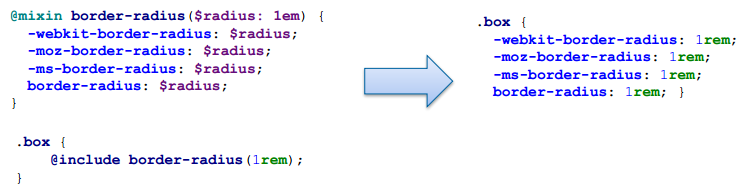 @mixin border-radius($radius: 1em) {
-webkit-border-radius: $radius;
-moz-border-radius: $radius;
-ms-border-radius: $radius;
border-radius: $radius;
}
.box {
@include border-radius(1rem);
}
.box {
-webkit-border-radius: 1rem;
-moz-border-radius: 1rem;
-ms-border-radius: 1rem;
border-radius: 1rem; }